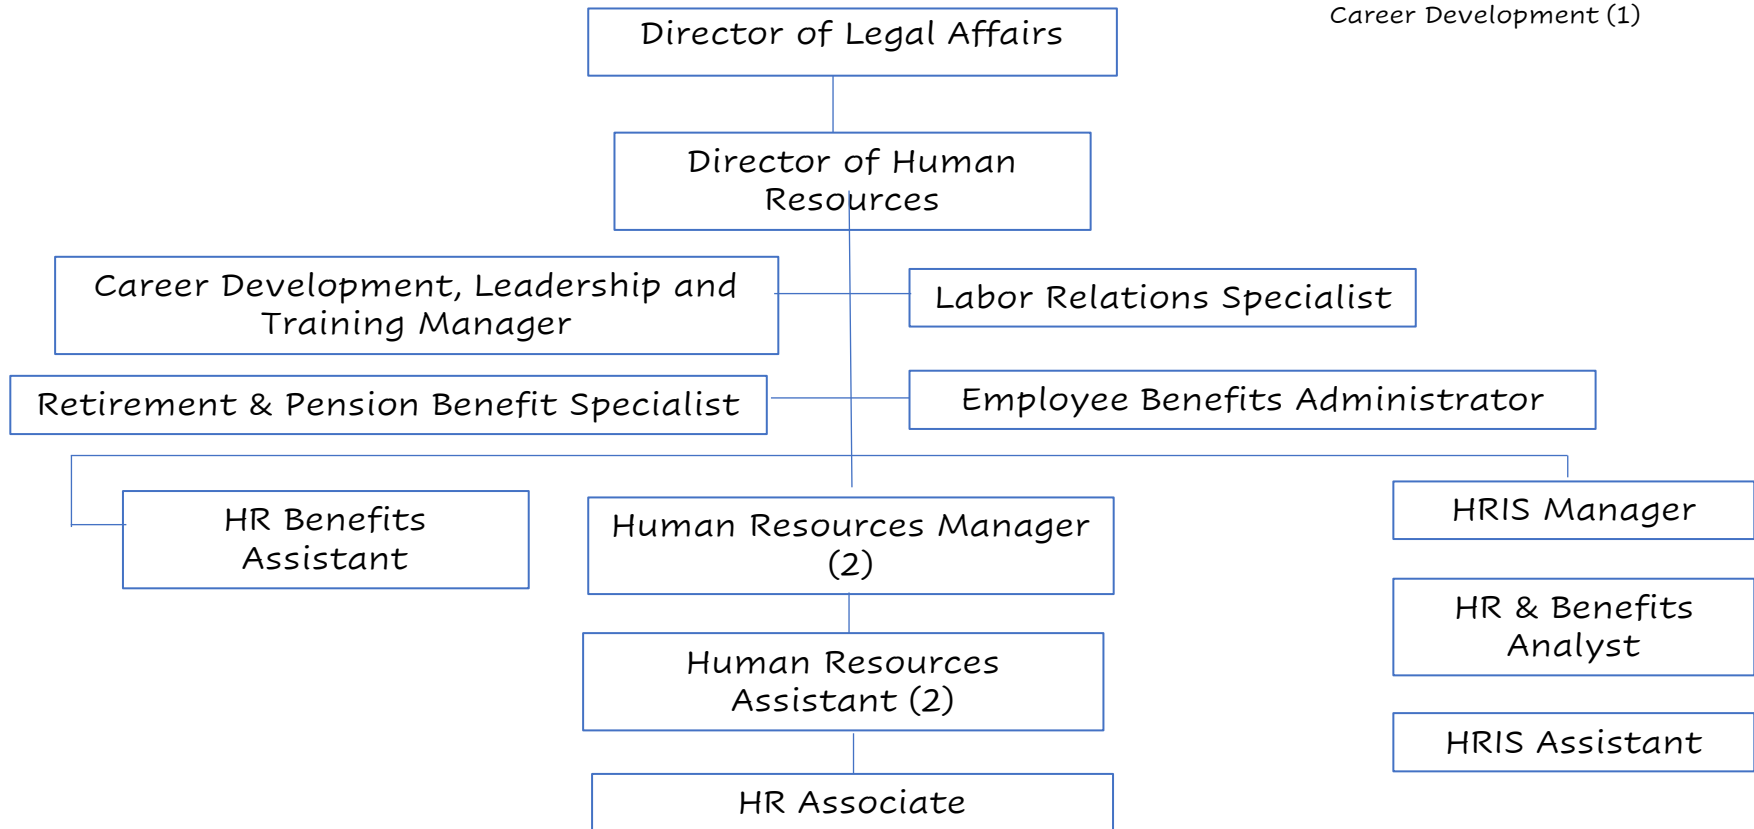 Career Development (1)
Director of Legal Affairs
Director of Human
Resources
Career Development, Leadership and
Training Manager
Labor Relations Specialist
Retirement & Pension Benefit Specialist
Employee Benefits Administrator
HR Benefits
Assistant
Human Resources Manager
(2)
HRIS Manager
HR & Benefits
Analyst
Human Resources
Assistant (2)
HRIS Assistant
HR Associate